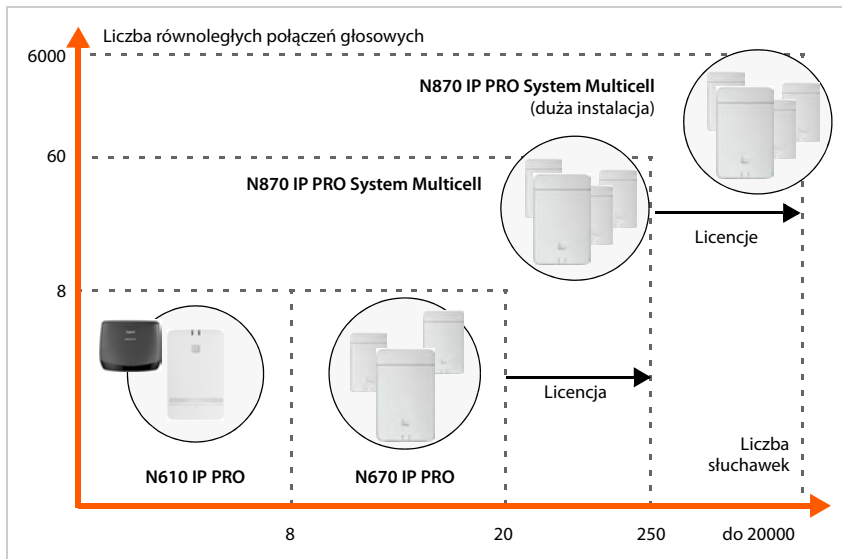 Liczba równoległych połączeń głosowych
6000
N870 IP PRO System Multicell
(duża instalacja)
60
N870 IP PRO System Multicell
Licencje
8
Licencja
Liczba
słuchawek
N610 IP PRO
N670 IP PRO
8
20
250
do 20000